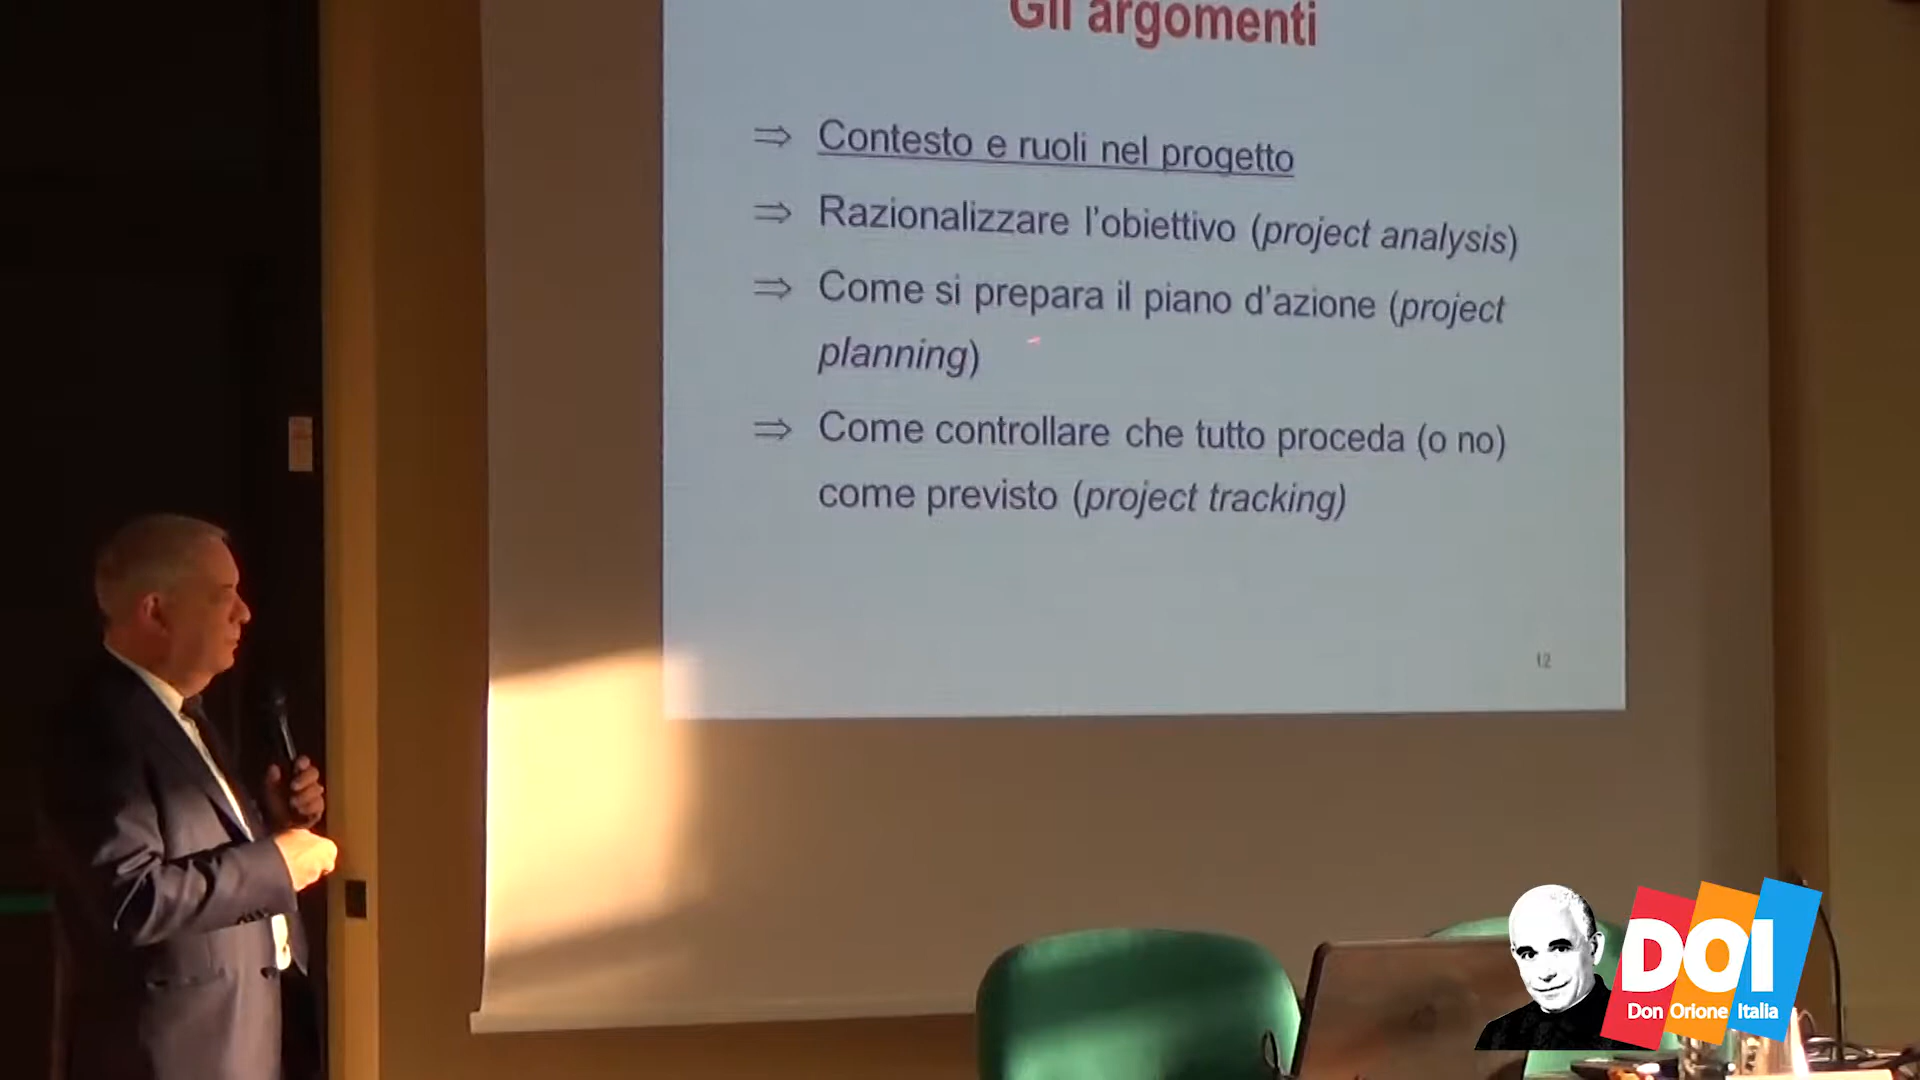 Gli argomenti
⇒ Contesto e ruoli nel progetto
⇒ Razionalizzare l'obiettivo (project analysis)
⇒ Come si prepara il piano d'azione (project
planning)
⇒ Come controllare che tutto proceda (o no)
come previsto (project tracking)
12
DOI
Don Orione Italia